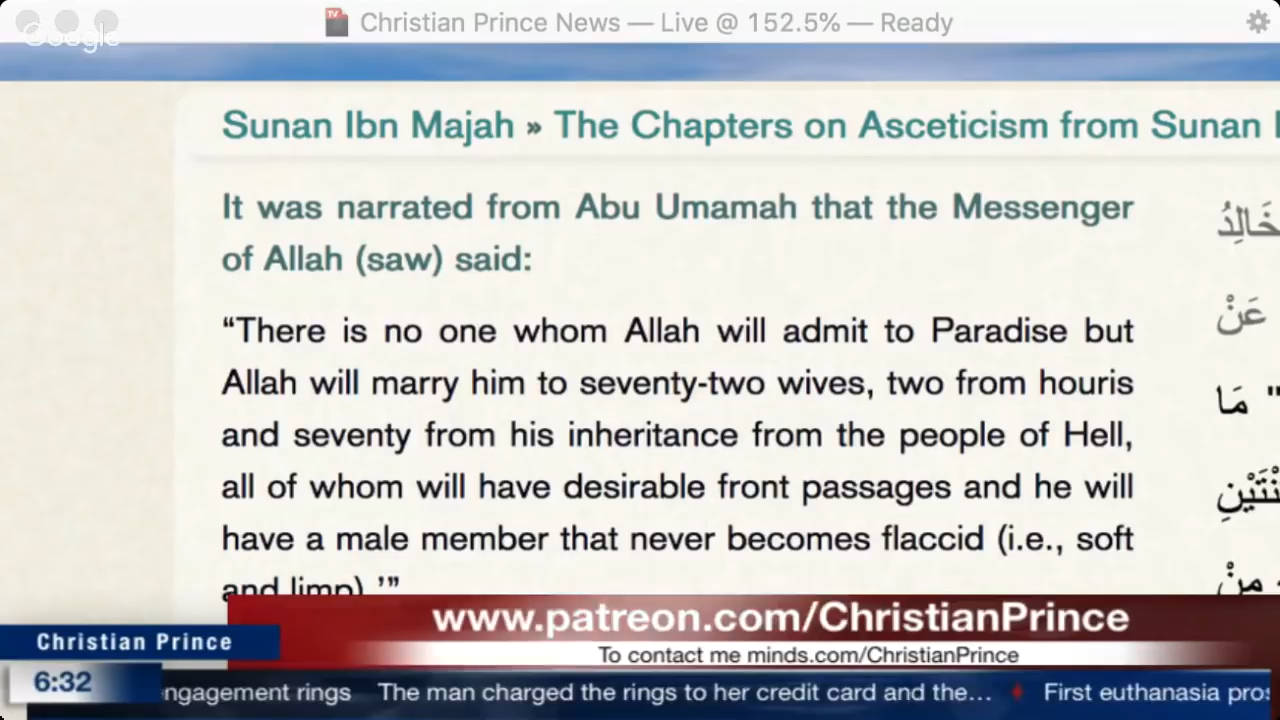 Christian Prince News — Live @ 152.5% — Ready
Google
Sunan Ibn Majah » The Chapters on Asceticism from Sunan
It was narrated from Abu Umamah that the Messenger
of Allah (saw) said:
“There is no one whom Allah will admit to Paradise but
Allah will marry him to seventy-two wives, two from houris
and seventy from his inheritance from the people of Hell,
all of whom will have desirable front passages and he will
have a male member that never becomes flaccid (i.e., soft
and limp).’”
خَالِدُ
عَنْ
" مَا
مِنْ
www.patreon.com/ChristianPrince
Christian Prince
To contact me minds.com/ChristianPrince
6:32
ngagement rings The man charged the rings to her credit card and the... First euthanasia pros